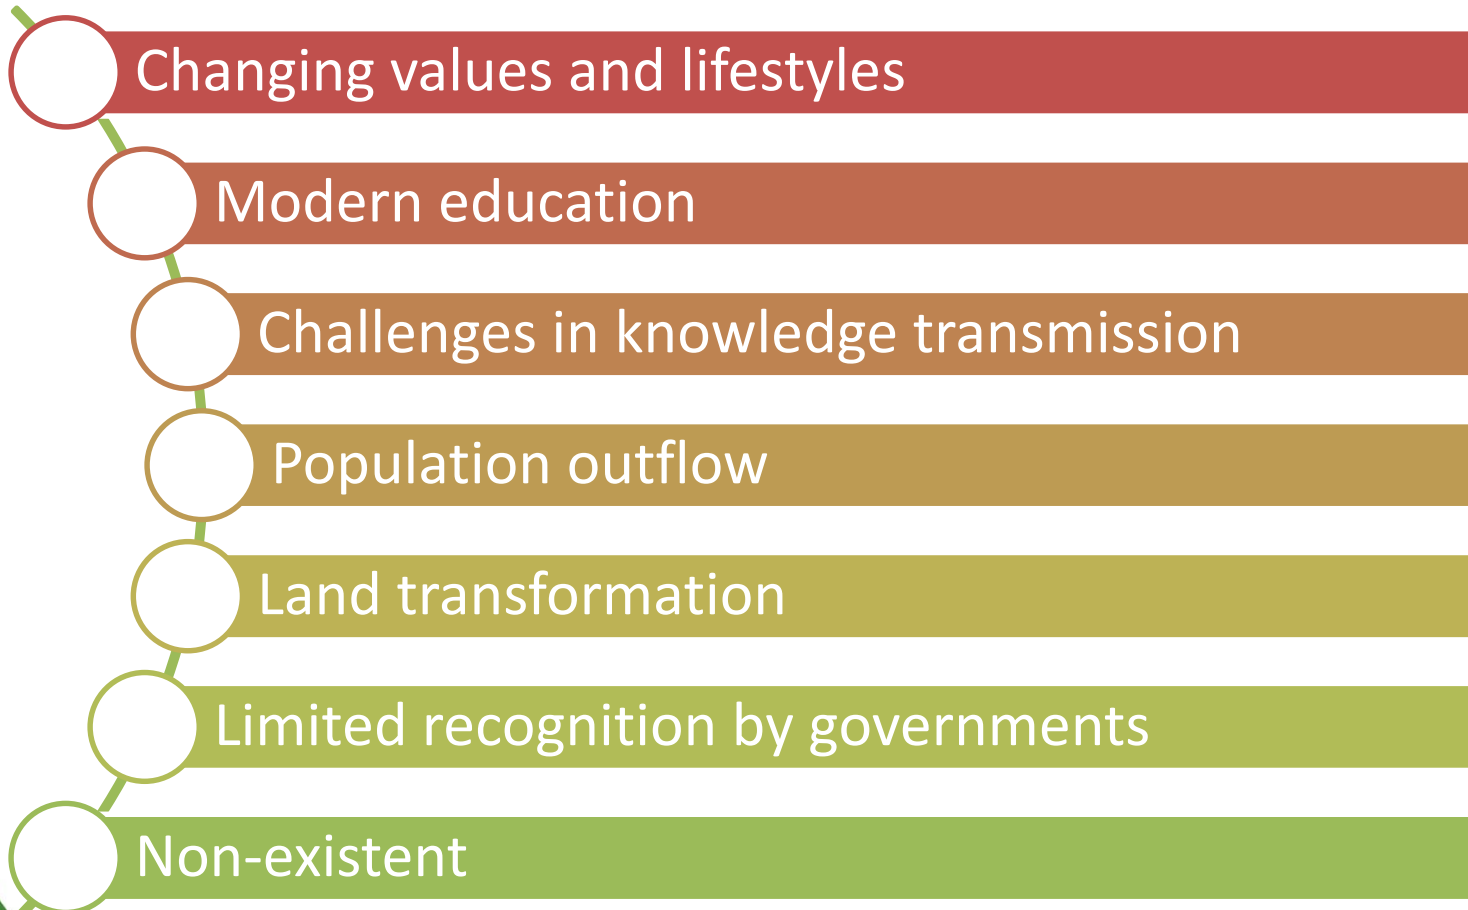 Changing values and lifestyles
Modern education
Challenges in knowledge transmission
Population outflow
Land transformation
Limited recognition by governments
Non-existent